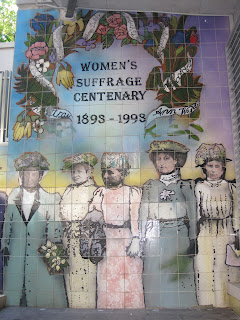 WOMEN'S
SUFFRAGE
CENTENARY
1893 - 1993